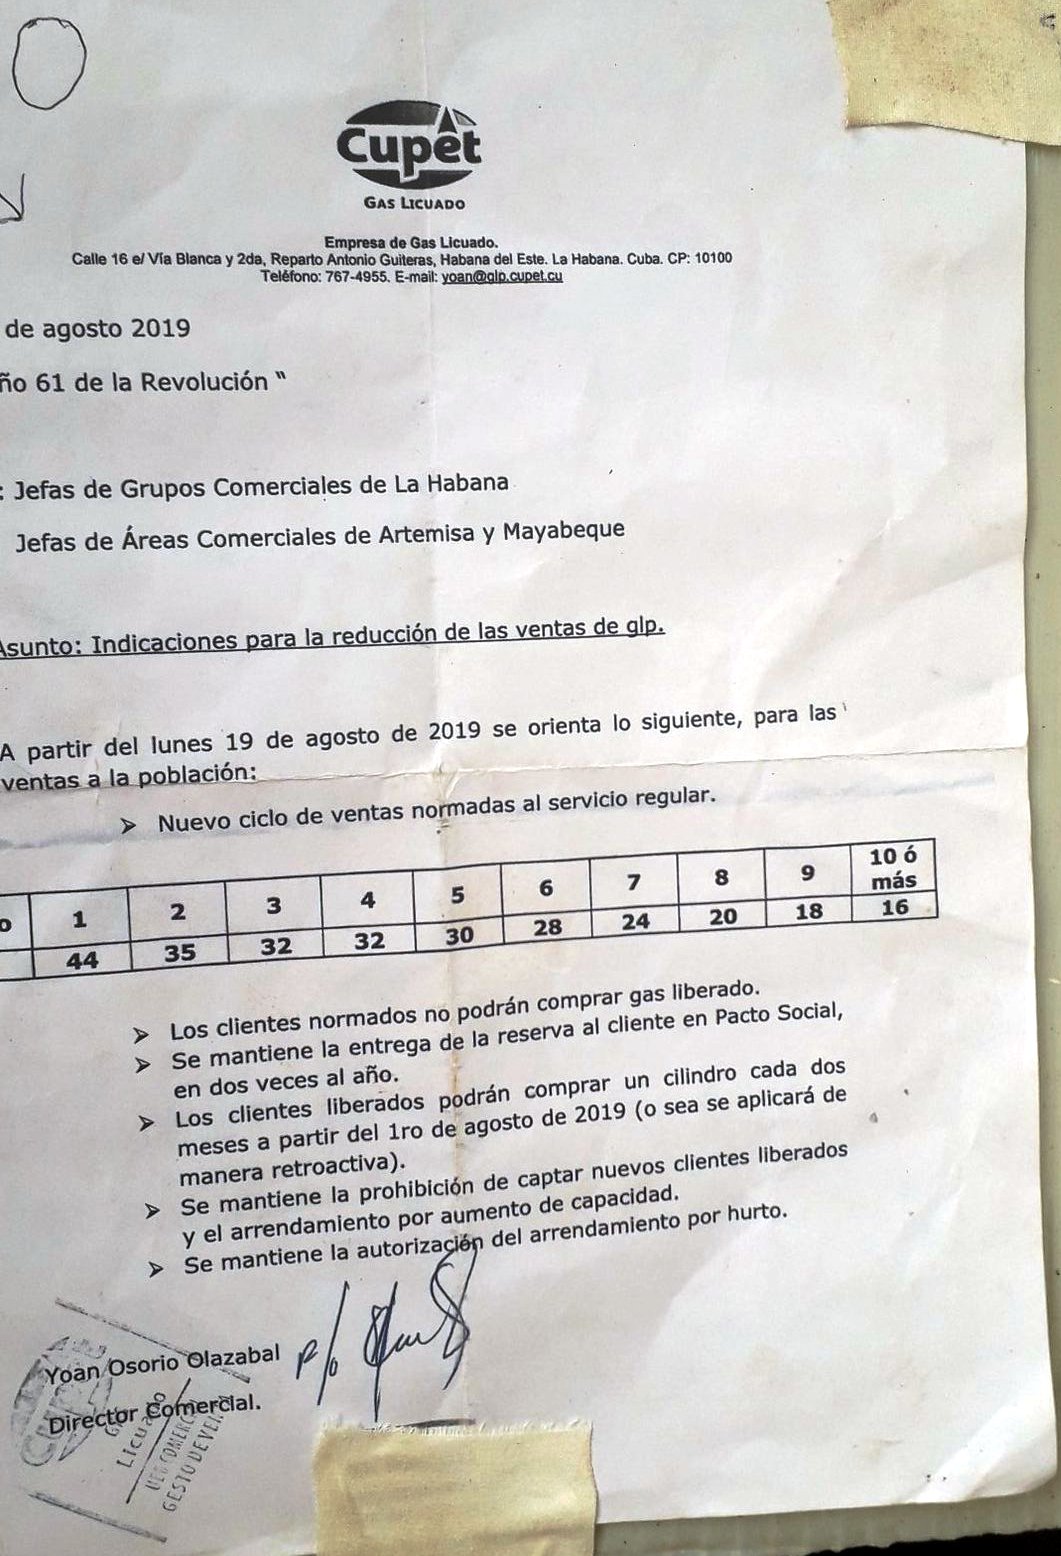 Cupet
GAS LICUADO
Empresa de Gas Licuado.
Calle 16 e/ Vía Blanca y 2da, Reparto Antonio Guiteras, Habana del Este. La Habana. Cuba. CP: 10100
Teléfono: 767-4955. E-mail: yoan@glp.cupet.cu
de agosto 2019
ño 61 de la Revolución "
: Jefas de Grupos Comerciales de La Habana
Jefas de Áreas Comerciales de Artemisa y Mayabeque
Asunto: Indicaciones para la reducción de las ventas de glp.
A partir del lunes 19 de agosto de 2019 se orienta lo siguiente, para las
ventas a la población:
➢ Nuevo ciclo de ventas normadas al servicio regular.
o 1 2 3 4 5 6 7 8 9 10 ó más
44 35 32 32 30 28 24 20 18 16
➢ Los clientes normados no podrán comprar gas liberado.
➢ Se mantiene la entrega de la reserva al cliente en Pacto Social,
en dos veces al año.
➢ Los clientes liberados podrán comprar un cilindro cada dos
meses a partir del 1ro de agosto de 2019 (o sea se aplicará de
manera retroactiva).
➢ Se mantiene la prohibición de captar nuevos clientes liberados
y el arrendamiento por aumento de capacidad.
➢ Se mantiene la autorización del arrendamiento por hurto.
P/o
Yoan Osorio Olazabal
Director Comercial.
Licuado